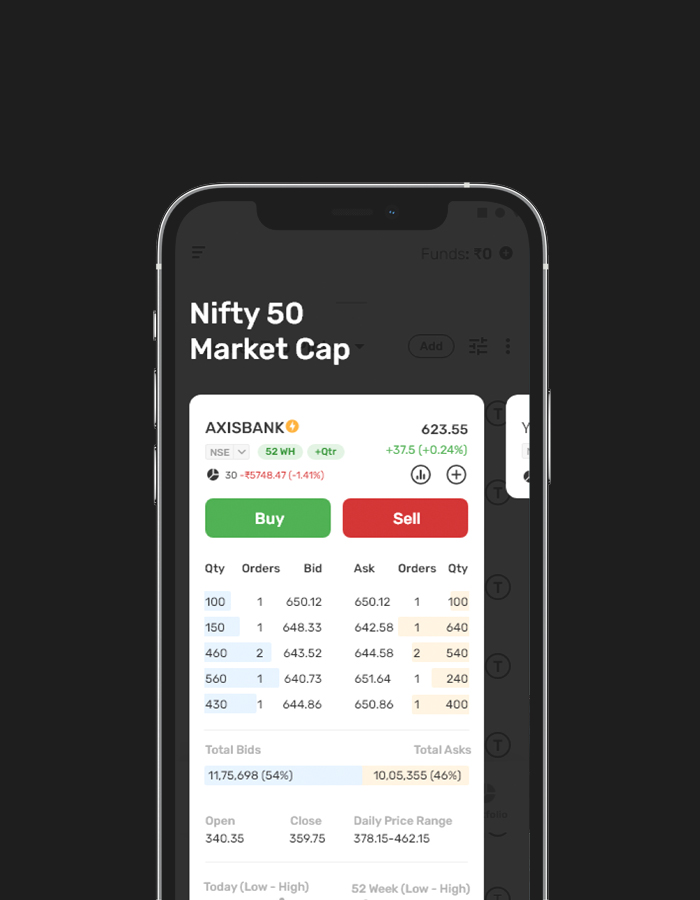 Funds: ₹0
Nifty 50
Market Cap
Add
AXISBANK 623.55
NSE 52 WH +Qtr +37.5 (+0.24%)
30 -₹5748.47 (-1.41%)
Buy Sell
Qty Orders Bid Ask Orders Qty
100 1 650.12 650.12 1 100
150 1 648.33 642.58 1 640
460 2 643.52 644.58 2 540
560 1 640.73 651.64 1 240
430 1 644.86 650.86 1 400
Total Bids Total Asks
11,75,698 (54%) 10,05,355 (46%)
Open Close Daily Price Range
340.35 359.75 378.15-462.15
Today (Low - High) 52 Week (Low - High)
Y
T
T
T
T
T
T